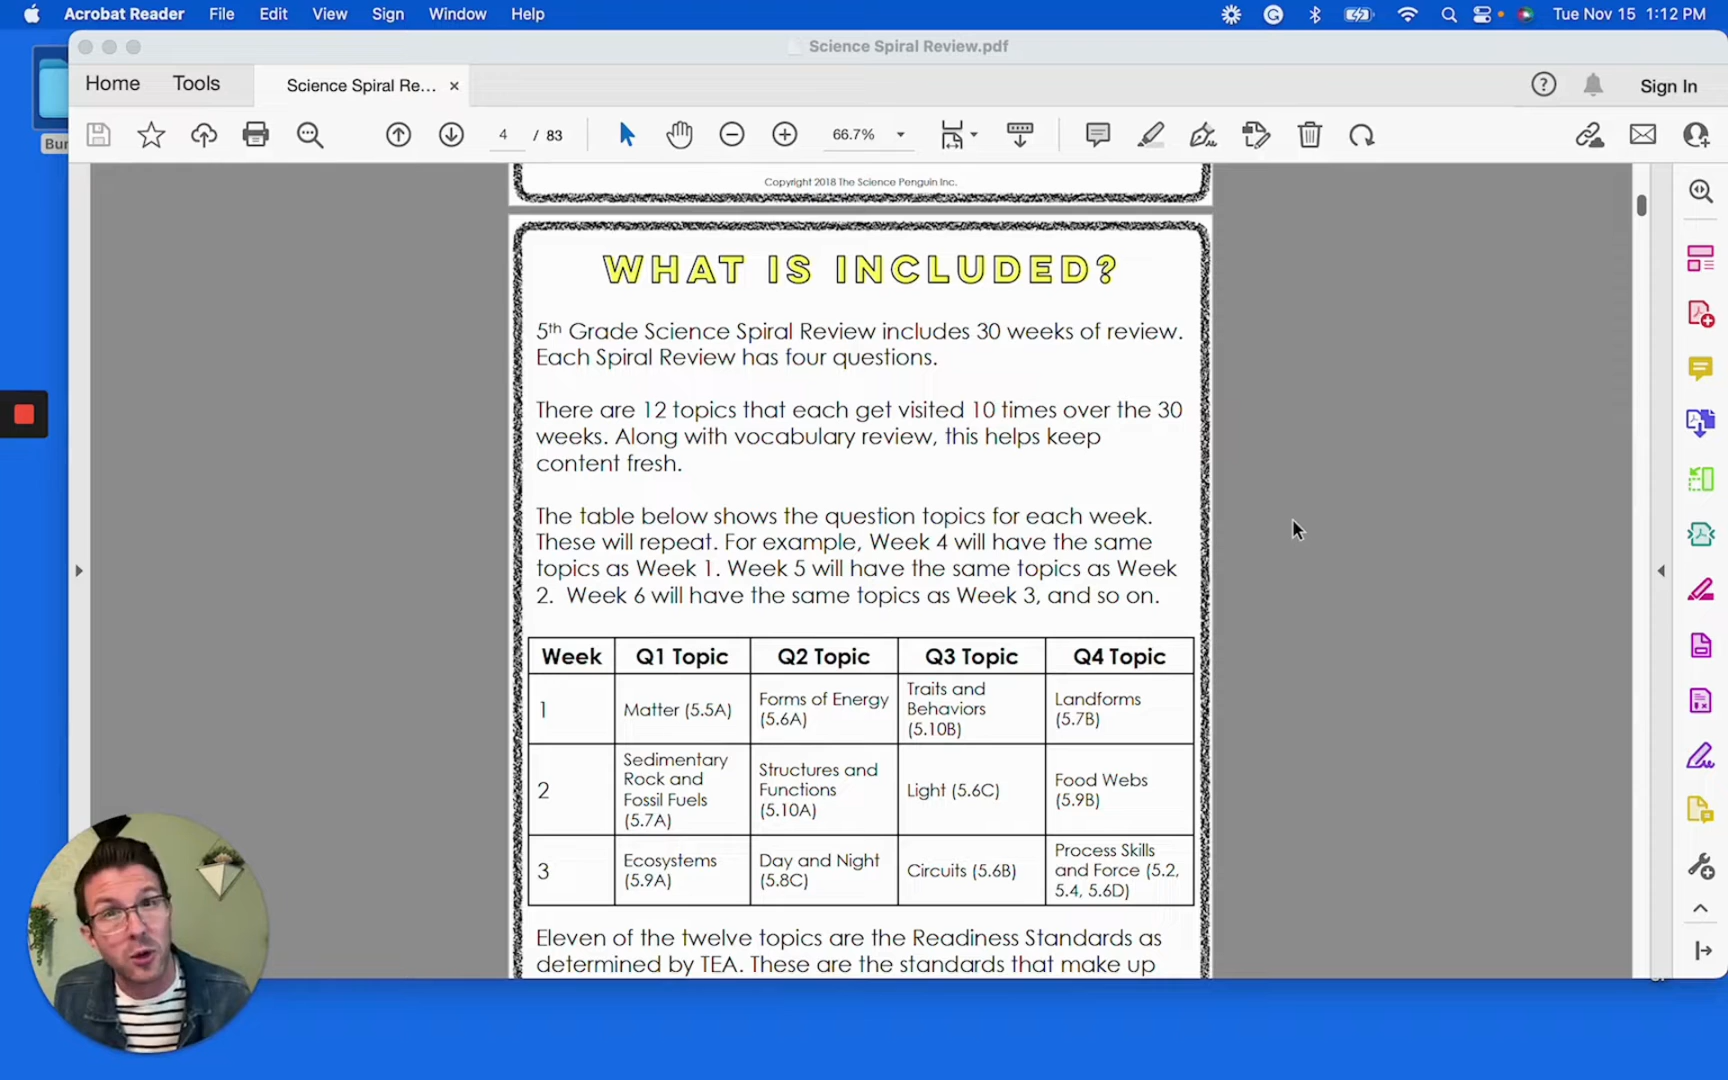 Acrobat Reader File Edit View Sign Window Help Tue Nov 15 1:12 PM
Science Spiral Review.pdf
Home Tools Science Spiral Re... × Sign In
4 / 83 66.7%
Bur
Copyright 2018 The Science Penguin Inc.
WHAT IS INCLUDED?
5th Grade Science Spiral Review includes 30 weeks of review.
Each Spiral Review has four questions.
There are 12 topics that each get visited 10 times over the 30
weeks. Along with vocabulary review, this helps keep
content fresh.
The table below shows the question topics for each week.
These will repeat. For example, Week 4 will have the same
topics as Week 1. Week 5 will have the same topics as Week
2. Week 6 will have the same topics as Week 3, and so on.
Week Q1 Topic Q2 Topic Q3 Topic Q4 Topic
1
Matter (5.5A)
Forms of Energy
(5.6A)
Traits and
Behaviors
(5.10B)
Landforms
(5.7B)
2
Sedimentary
Rock and
Fossil Fuels
(5.7A)
Structures and
Functions
(5.10A)
Light (5.6C)
Food Webs
(5.9B)
3
Ecosystems
(5.9A)
Day and Night
(5.8C)
Circuits (5.6B)
Process Skills
and Force (5.2,
5.4, 5.6D)
Eleven of the twelve topics are the Readiness Standards as
determined by TEA. These are the standards that make up